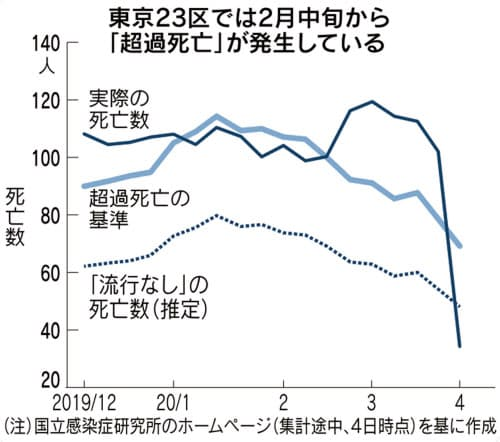 東京23区では2月中旬から
「超過死亡」が発生している
140
人
120
100
80
60
40
20
死亡数
実際の
死亡数
超過死亡の
基準
「流行なし」の
死亡数(推定)
2019/12
20/1
2
3
4
(注)国立感染症研究所のホームページ(集計途中、4日時点)を基に作成